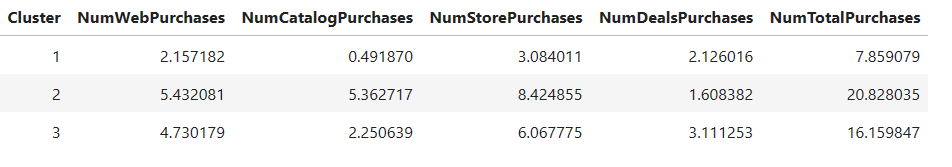 Cluster NumWebPurchases NumCatalogPurchases NumStorePurchases NumDealsPurchases NumTotalPurchases
1 2.157182 0.491870 3.084011 2.126016 7.859079
2 5.432081 5.362717 8.424855 1.608382 20.828035
3 4.730179 2.250639 6.067775 3.111253 16.159847